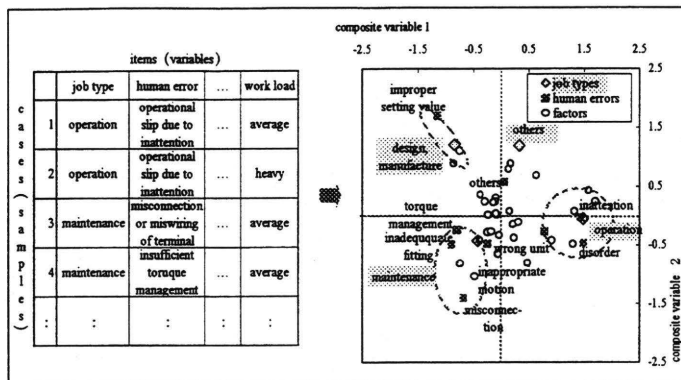 items (variables)
job type human error ... work load
cases (samples)
1 operation operational slip due to inattention ... average
2 operation operational slip due to inattention ... heavy
3 maintenance misconnection or miswiring of terminal ... average
4 maintenance insufficient toruque management ... average
: : : :
composite variable 1
-2.5 -1.5 -0.5 0.5 1.5 2.5
2.5
1.5
0.5
-0.5
-1.5
-2.5
composite variable 2
job types
human errors
factors
improper
setting value
others
design,
manufacture
others
inattention
torque
management
operation
inadeququate
fitting
wrong unit
disorder
maintenance
inappropriate
motion
misconnec-
tion